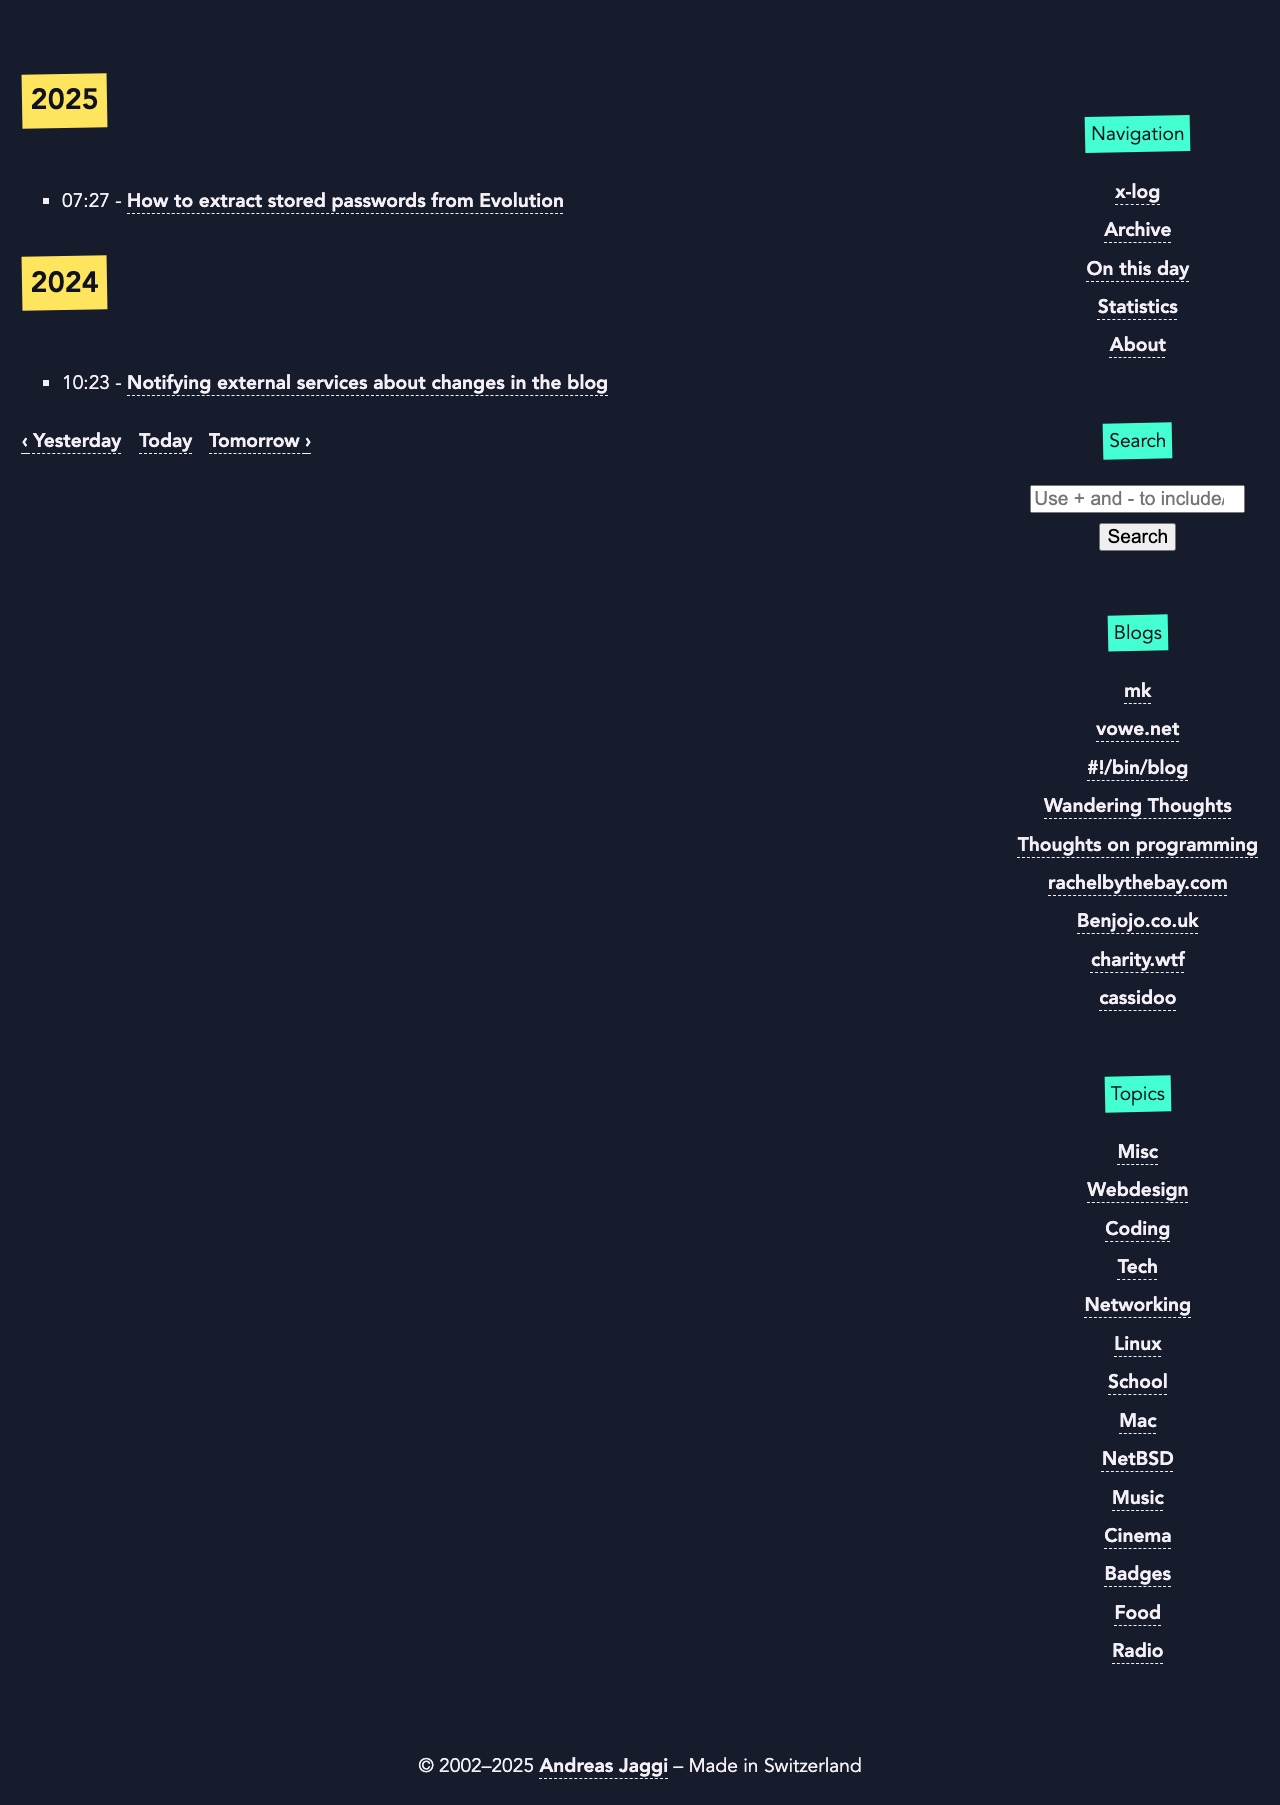 2025
07:27 - How to extract stored passwords from Evolution
2024
10:23 - Notifying external services about changes in the blog
‹ Yesterday Today Tomorrow ›
Navigation
x-log
Archive
On this day
Statistics
About
Search
Use + and - to include/
Search
Blogs
mk
vowe.net
#!/bin/blog
Wandering Thoughts
Thoughts on programming
rachelbythebay.com
Benjojo.co.uk
charity.wtf
cassidoo
Topics
Misc
Webdesign
Coding
Tech
Networking
Linux
School
Mac
NetBSD
Music
Cinema
Badges
Food
Radio
© 2002–2025 Andreas Jaggi – Made in Switzerland